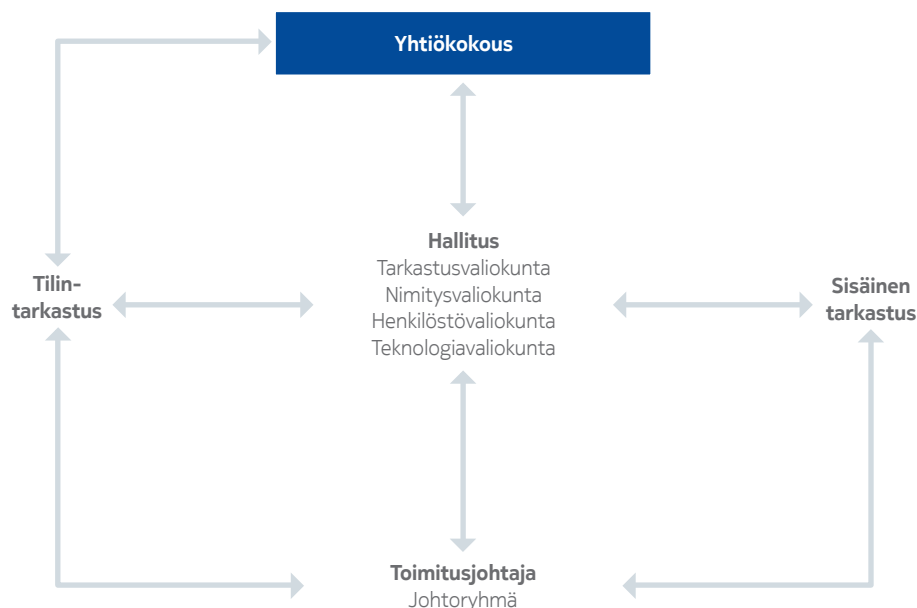 Yhtiökokous
Hallitus
Tarkastusvaliokunta
Nimitysvaliokunta
Henkilöstövaliokunta
Teknologiavaliokunta
Tilin-
tarkastus
Sisäinen
tarkastus
Toimitusjohtaja
Johtoryhmä